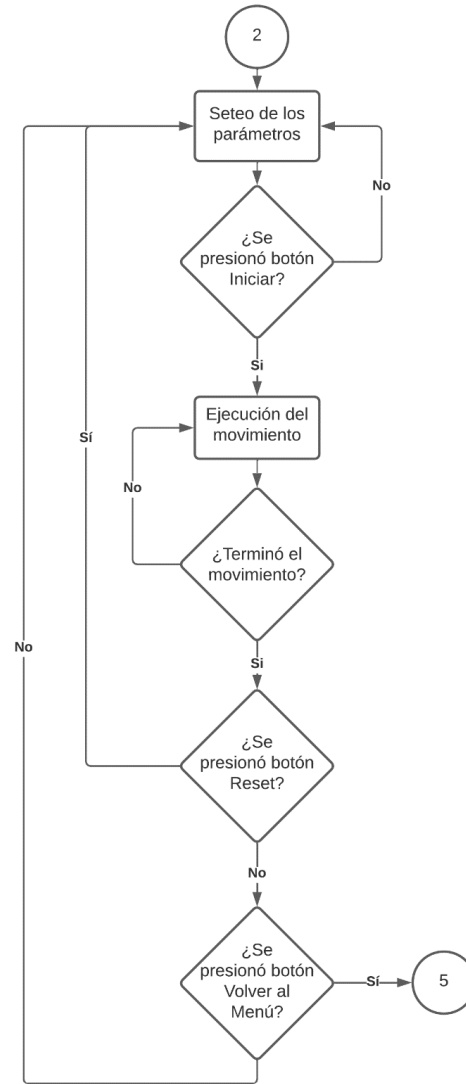 2
Seteo de los
parámetros
No
¿Se
presionó botón
Iniciar?
Si
Ejecución del
movimiento
Sí
No
¿Terminó el
movimiento?
No
Si
¿Se
presionó botón
Reset?
No
¿Se
presionó botón
Volver al
Menú?
Sí
5